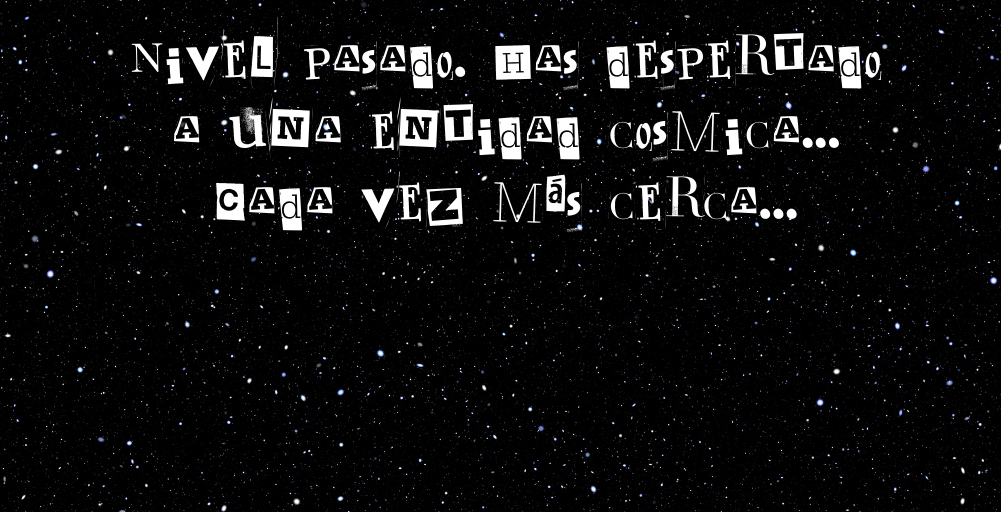 Nivel pasado. Has despertado
a una entidad cosmica...
Cada vez más cerca...